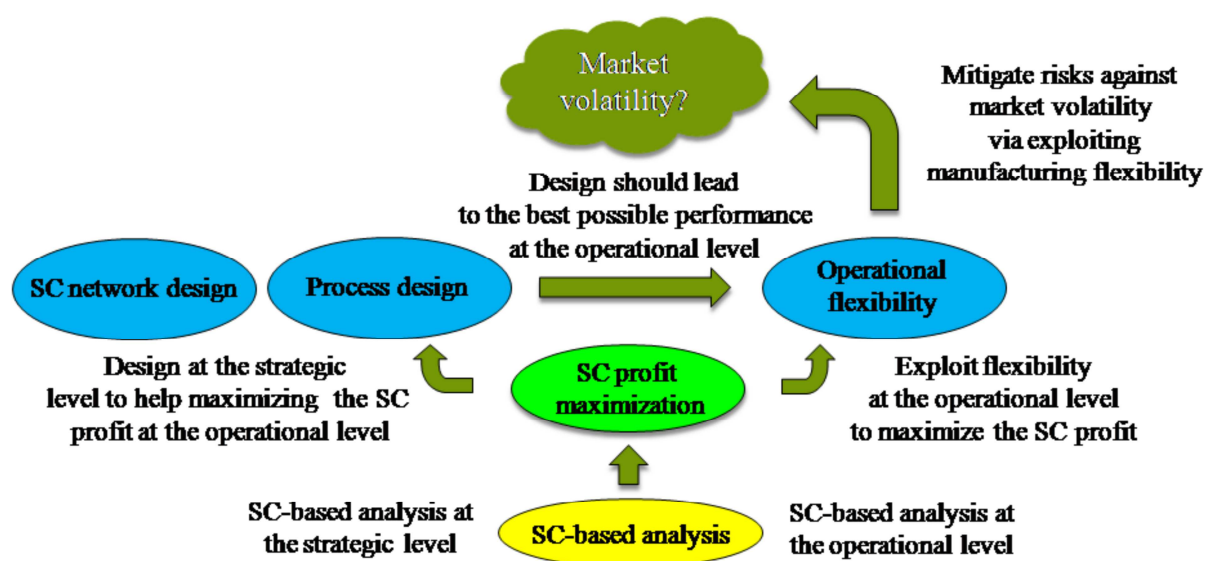 Market
volatility?
Mitigate risks against
market volatility
via exploiting
manufacturing flexibility
Design should lead
to the best possible performance
at the operational level
SC network design
Process design
Operational
flexibility
Design at the strategic
level to help maximizing the SC
profit at the operational level
SC profit
maximization
Exploit flexibility
at the operational level
to maximize the SC profit
SC-based analysis at
the strategic level
SC-based analysis
SC-based analysis at
the operational level